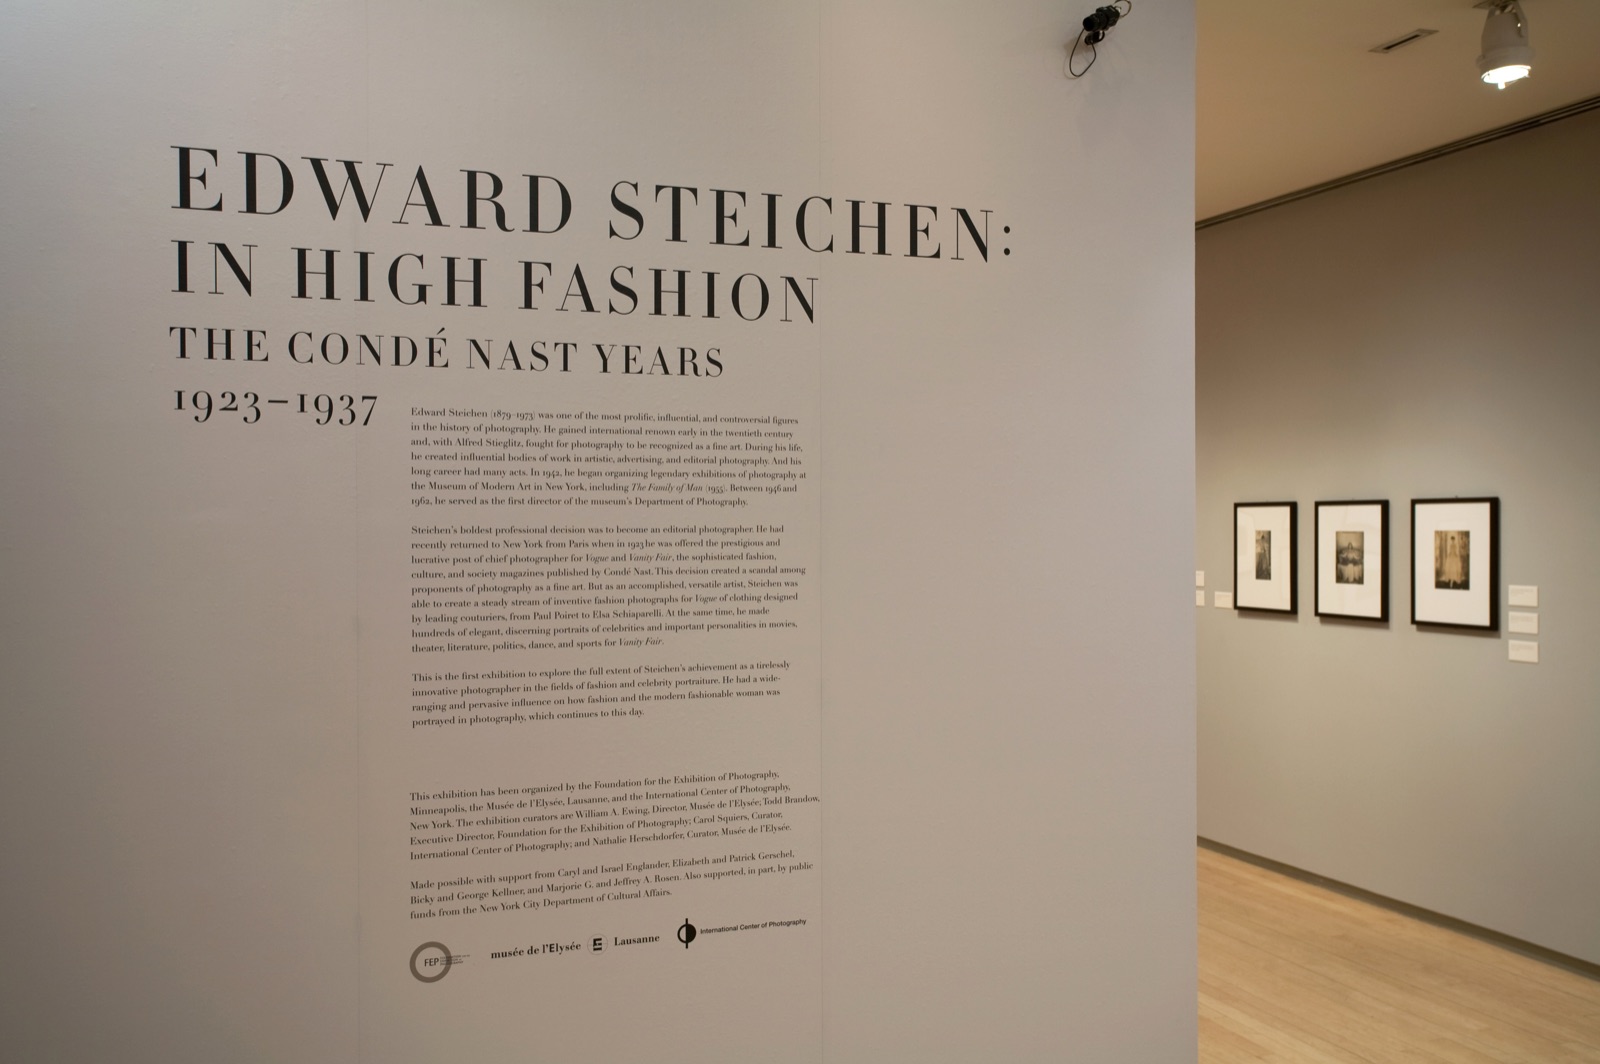 EDWARD STEICHEN:
IN HIGH FASHION
THE CONDÉ NAST YEARS
1923–1937
Edward Steichen (1879–1973) was one of the most prolific, influential, and controversial figures
in the history of photography. He gained international renown early in the twentieth century
and, with Alfred Stieglitz, fought for photography to be recognized as a fine art. During his life,
he created influential bodies of work in artistic, advertising, and editorial photography. And his
long career had many acts. In 1942, he began organizing legendary exhibitions of photography at
the Museum of Modern Art in New York, including The Family of Man (1955). Between 1946 and
1962, he served as the first director of the museum's Department of Photography.
Steichen's boldest professional decision was to become an editorial photographer. He had
recently returned to New York from Paris when in 1923 he was offered the prestigious and
lucrative post of chief photographer for Vogue and Vanity Fair, the sophisticated fashion,
culture, and society magazines published by Condé Nast. This decision created a scandal among
proponents of photography as a fine art. But as an accomplished, versatile artist, Steichen was
able to create a steady stream of inventive fashion photographs for Vogue of clothing designed
by leading couturiers, from Paul Poiret to Elsa Schiaparelli. At the same time, he made
hundreds of elegant, discerning portraits of celebrities and important personalities in movies,
theater, literature, politics, dance, and sports for Vanity Fair.
This is the first exhibition to explore the full extent of Steichen's achievement as a tirelessly
innovative photographer in the fields of fashion and celebrity portraiture. He had a wide-
ranging and pervasive influence on how fashion and the modern fashionable woman was
portrayed in photography, which continues to this day.
This exhibition has been organized by the Foundation for the Exhibition of Photography,
Minneapolis, the Musée de l'Elysée, Lausanne, and the International Center of Photography,
New York. The exhibition curators are William A. Ewing, Director, Musée de l'Elysée; Todd Brandow,
Executive Director, Foundation for the Exhibition of Photography; Carol Squiers, Curator,
International Center of Photography; and Nathalie Herschdorfer, Curator, Musée de l'Elysée.
Made possible with support from Caryl and Israel Englander, Elizabeth and Patrick Gerschel,
Bicky and George Kellner, and Marjorie G. and Jeffrey A. Rosen. Also supported, in part, by public
funds from the New York City Department of Cultural Affairs.
FEP
musée de l'Elysée E Lausanne
International Center of Photography